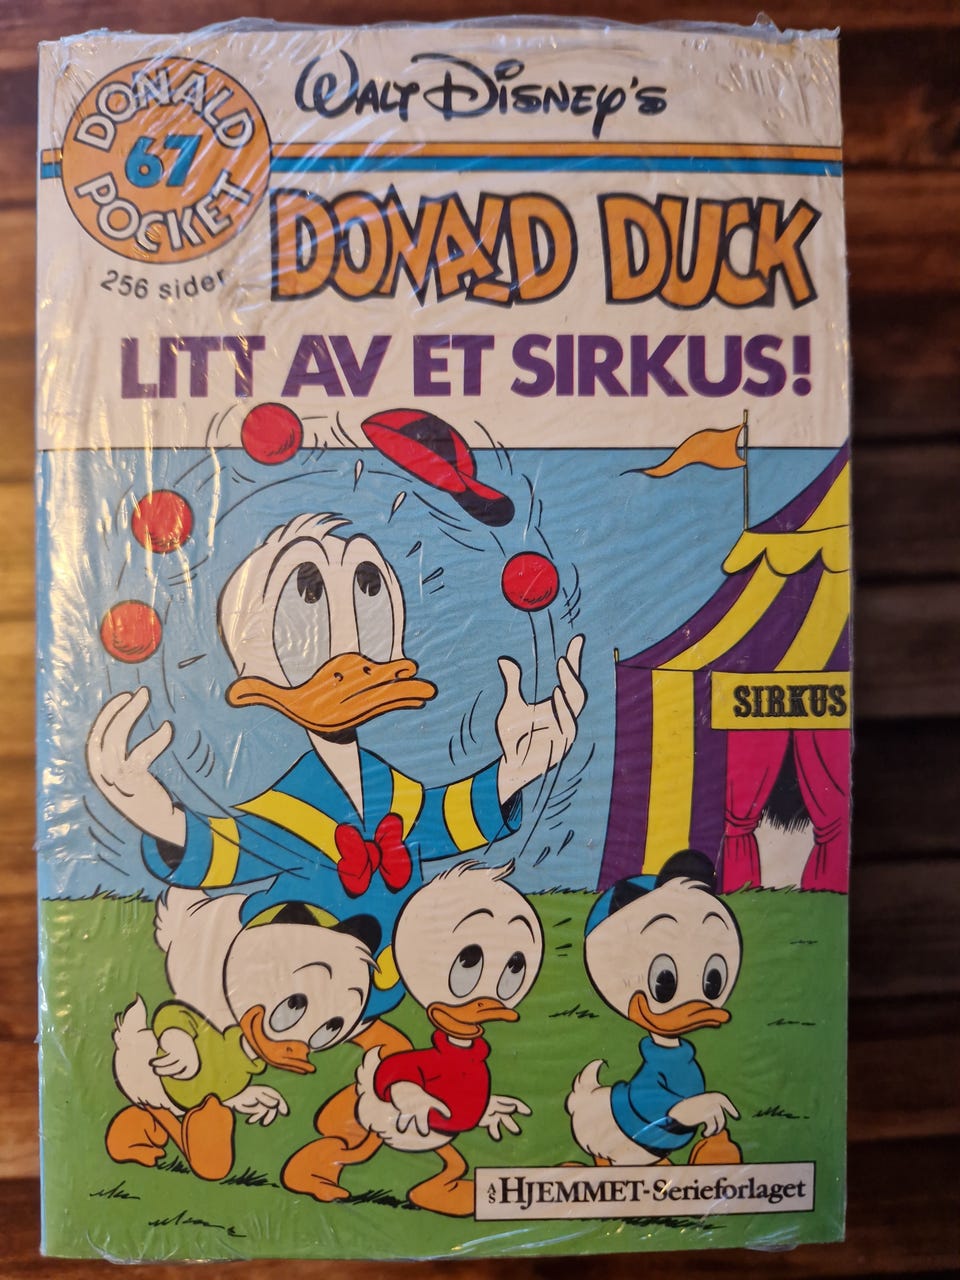 WALT DISNEY'S
DONALD
67
POCKET
256 sider
DONALD DUCK
LITT AV ET SIRKUS!
SIRKUS
A/S HJEMMET-Serieforlaget